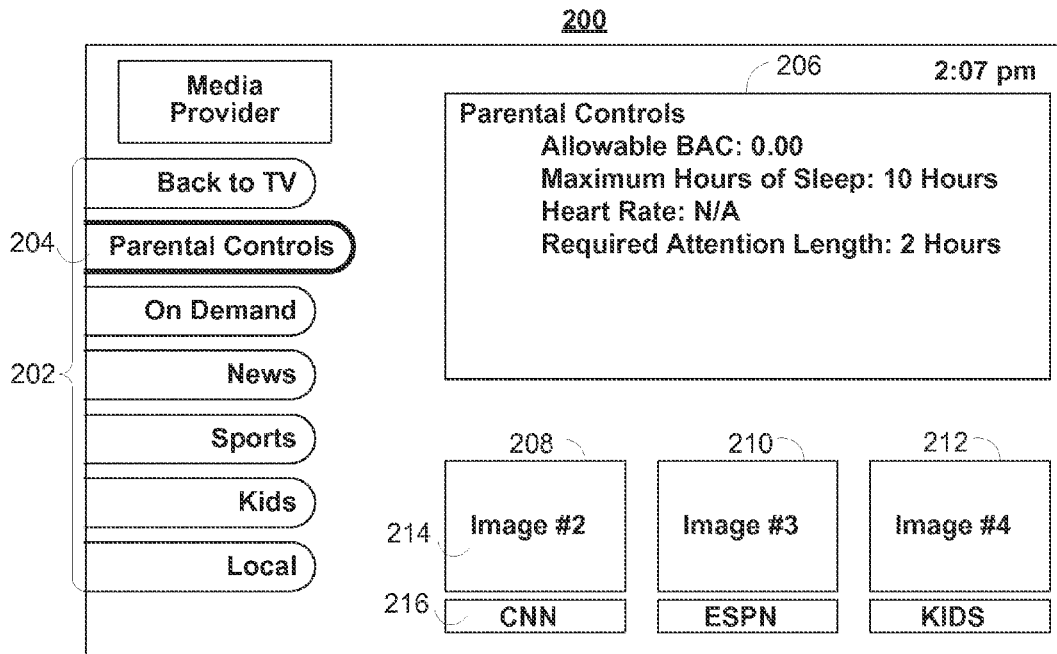 200
206
2:07 pm
Media
Provider
Parental Controls
Allowable BAC: 0.00
Maximum Hours of Sleep: 10 Hours
Heart Rate: N/A
Required Attention Length: 2 Hours
202
204
Back to TV
Parental Controls
On Demand
News
Sports
Kids
Local
208
210
212
214
Image #2
Image #3
Image #4
216
CNN
ESPN
KIDS